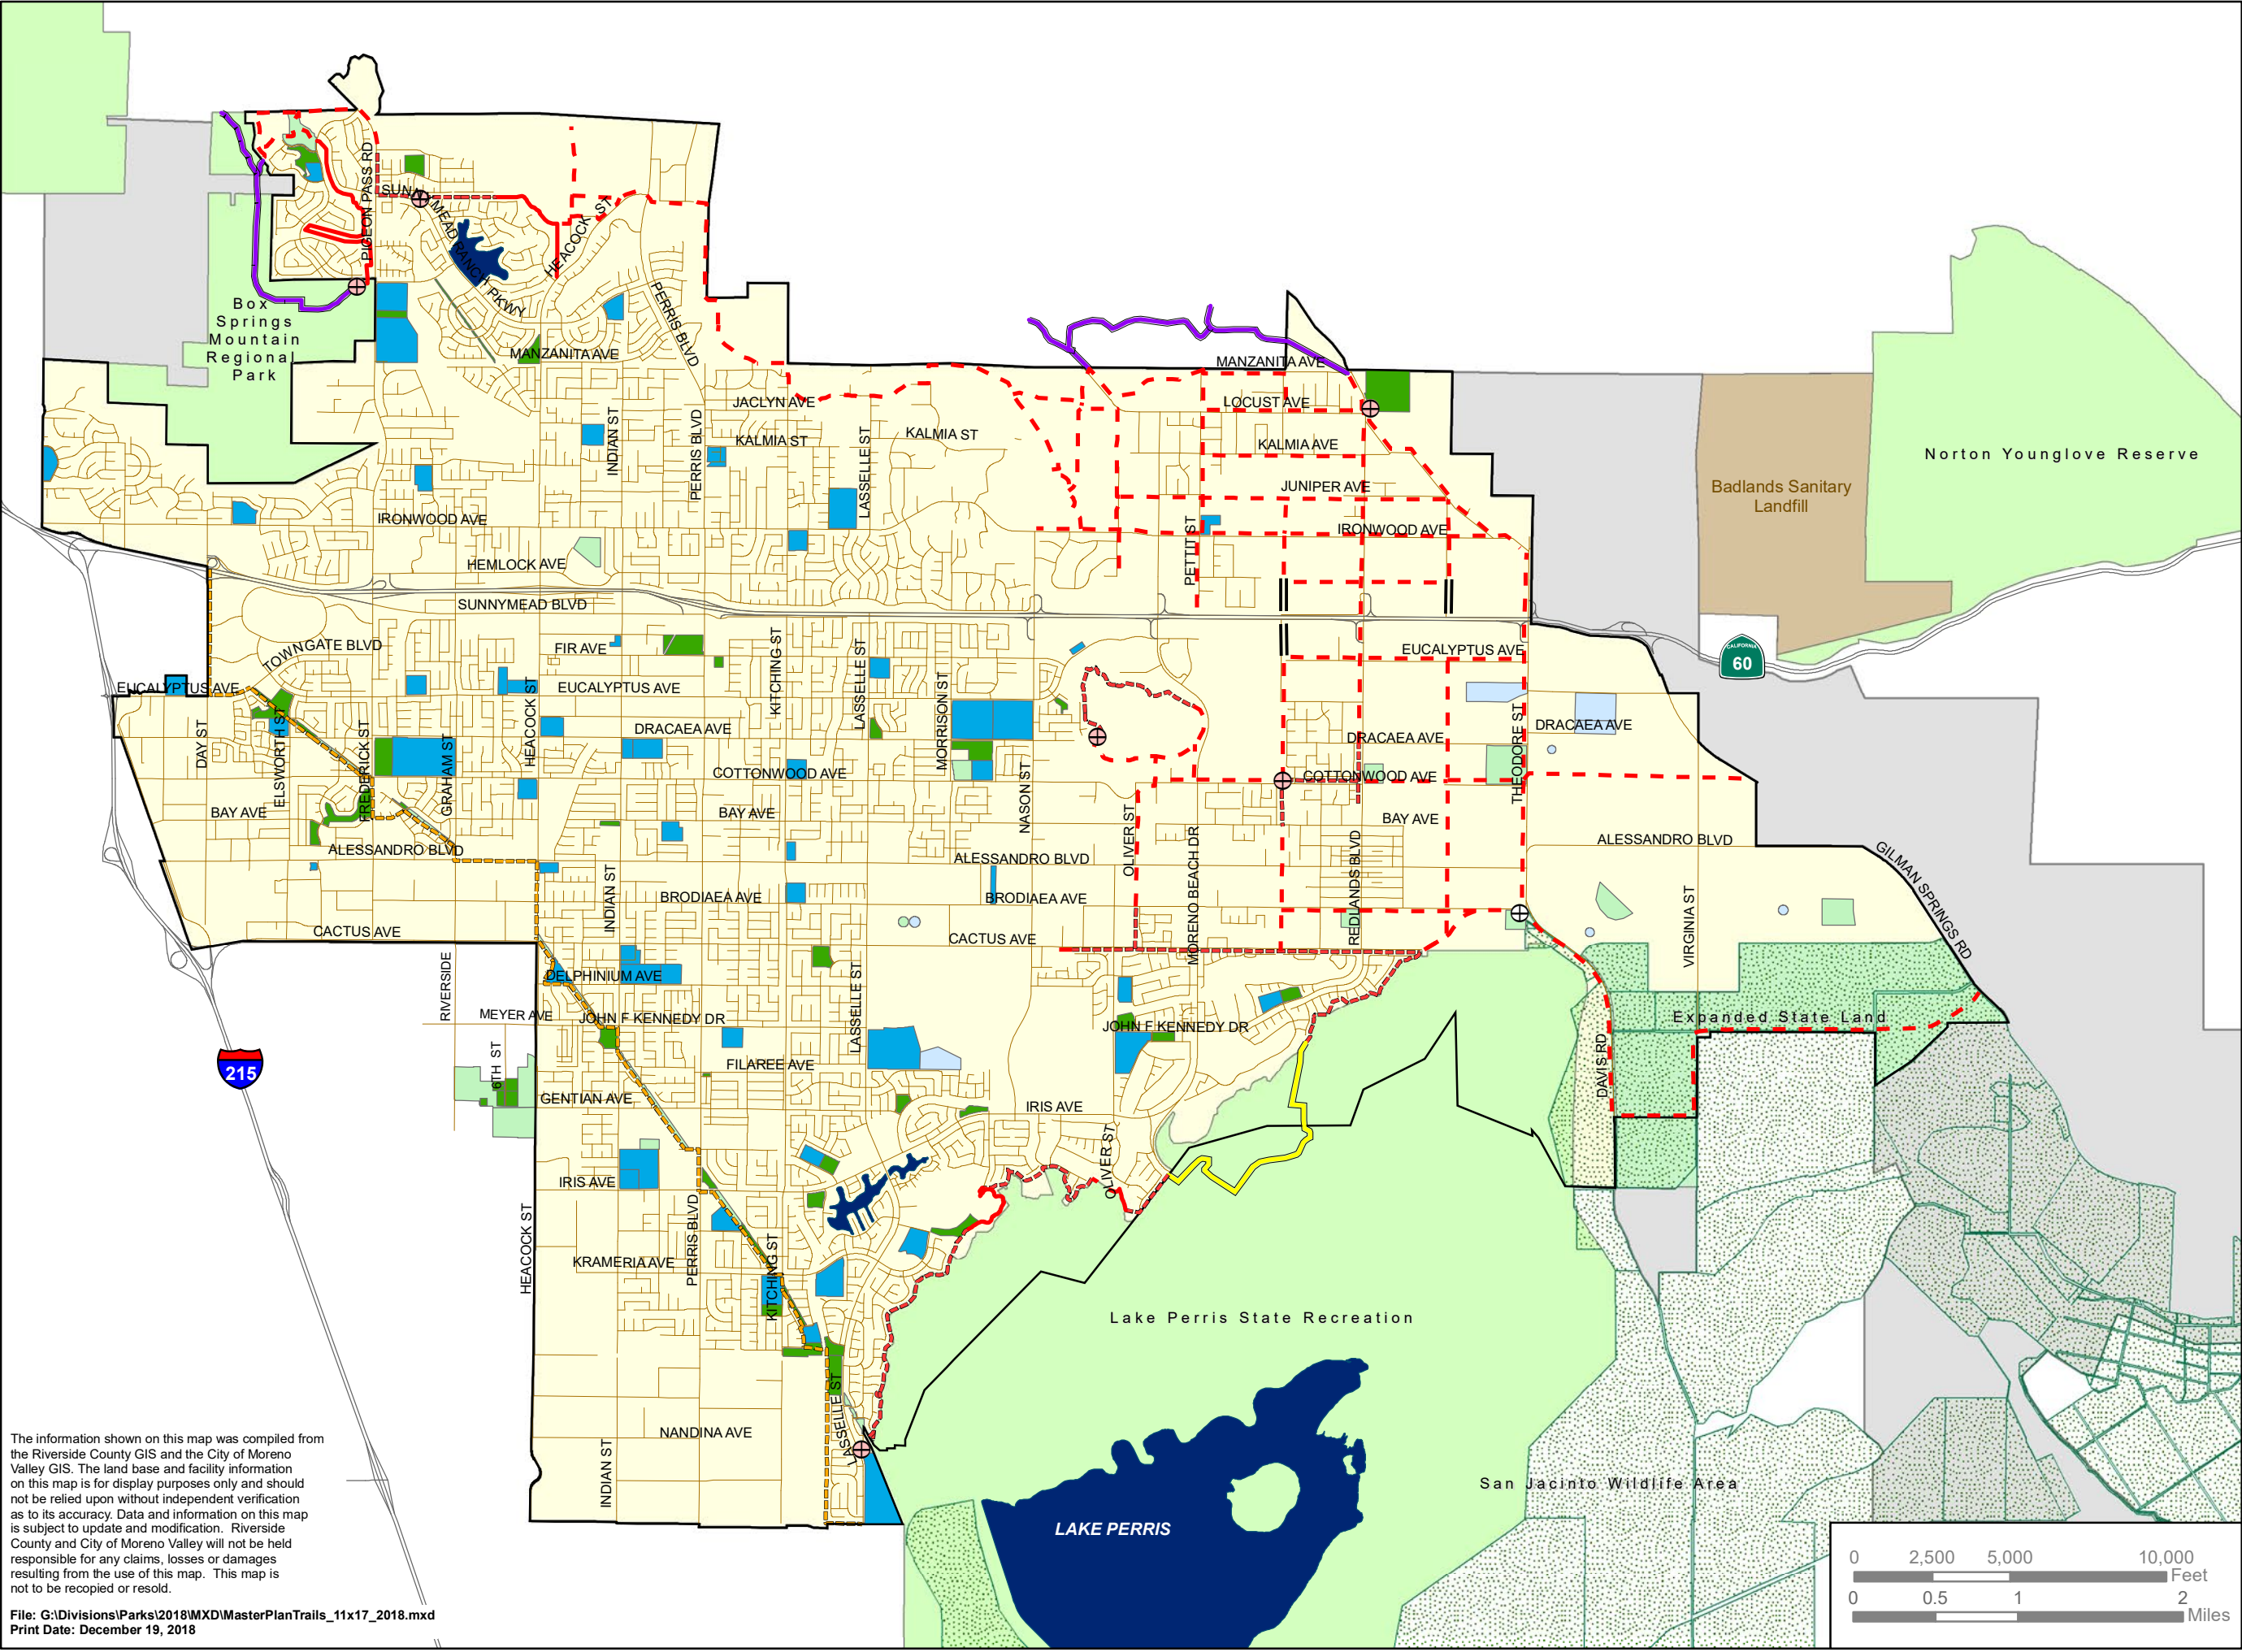 PIGEON PASS RD
SUNNYMEAD RANCH PKWY
HEACOCK ST
PERRIS BLVD
Box
Springs
Mountain
Regional
Park
MANZANITA AVE
MANZANITA AVE
JACLYN AVE
LOCUST AVE
INDIAN ST
PERRIS BLVD
KALMIA ST
LASSELLE ST
KALMIA ST
KALMIA AVE
Norton Younglove Reserve
Badlands Sanitary
Landfill
JUNIPER AVE
IRONWOOD AVE
IRONWOOD AVE
PETTIT ST
HEMLOCK AVE
SUNNYMEAD BLVD
TOWNGATE BLVD
FIR AVE
KITCHING ST
LASSELLE ST
EUCALYPTUS AVE
CALIFORNIA
60
EUCALYPTUS AVE
EUCALYPTUS AVE
MORRISON ST
DAY ST
ELSWORTH ST
FREDERICK ST
GRAHAM ST
HEACOCK ST
DRACAEA AVE
DRACAEA AVE
DRACAEA AVE
THEODORE ST
COTTONWOOD AVE
COTTONWOOD AVE
NASON ST
BAY AVE
BAY AVE
OLIVER ST
BAY AVE
ALESSANDRO BLVD
ALESSANDRO BLVD
ALESSANDRO BLVD
MORENO BEACH DR
REDLANDS BLVD
GILMAN SPRINGS RD
INDIAN ST
BRODIAEA AVE
BRODIAEA AVE
VIRGINIA ST
CACTUS AVE
CACTUS AVE
RIVERSIDE
DELPHINIUM AVE
LASSELLE ST
MEYER AVE
JOHN F KENNEDY DR
JOHN F KENNEDY DR
Expanded State Land
215
6TH ST
FILAREE AVE
DAVIS RD
GENTIAN AVE
IRIS AVE
OLIVER ST
IRIS AVE
HEACOCK ST
PERRIS BLVD
KRAMERIA AVE
KITCHING ST
Lake Perris State Recreation
LASSELLE ST
NANDINA AVE
INDIAN ST
San Jacinto Wildlife Area
LAKE PERRIS
The information shown on this map was compiled from
the Riverside County GIS and the City of Moreno
Valley GIS. The land base and facility information
on this map is for display purposes only and should
not be relied upon without independent verification
as to its accuracy. Data and information on this map
is subject to update and modification. Riverside
County and City of Moreno Valley will not be held
responsible for any claims, losses or damages
resulting from the use of this map. This map is
not to be recopied or resold.
File: G:\Divisions\Parks\2018\MXD\MasterPlanTrails_11x17_2018.mxd
Print Date: December 19, 2018
0 2,500 5,000 10,000
Feet
0 0.5 1 2
Miles